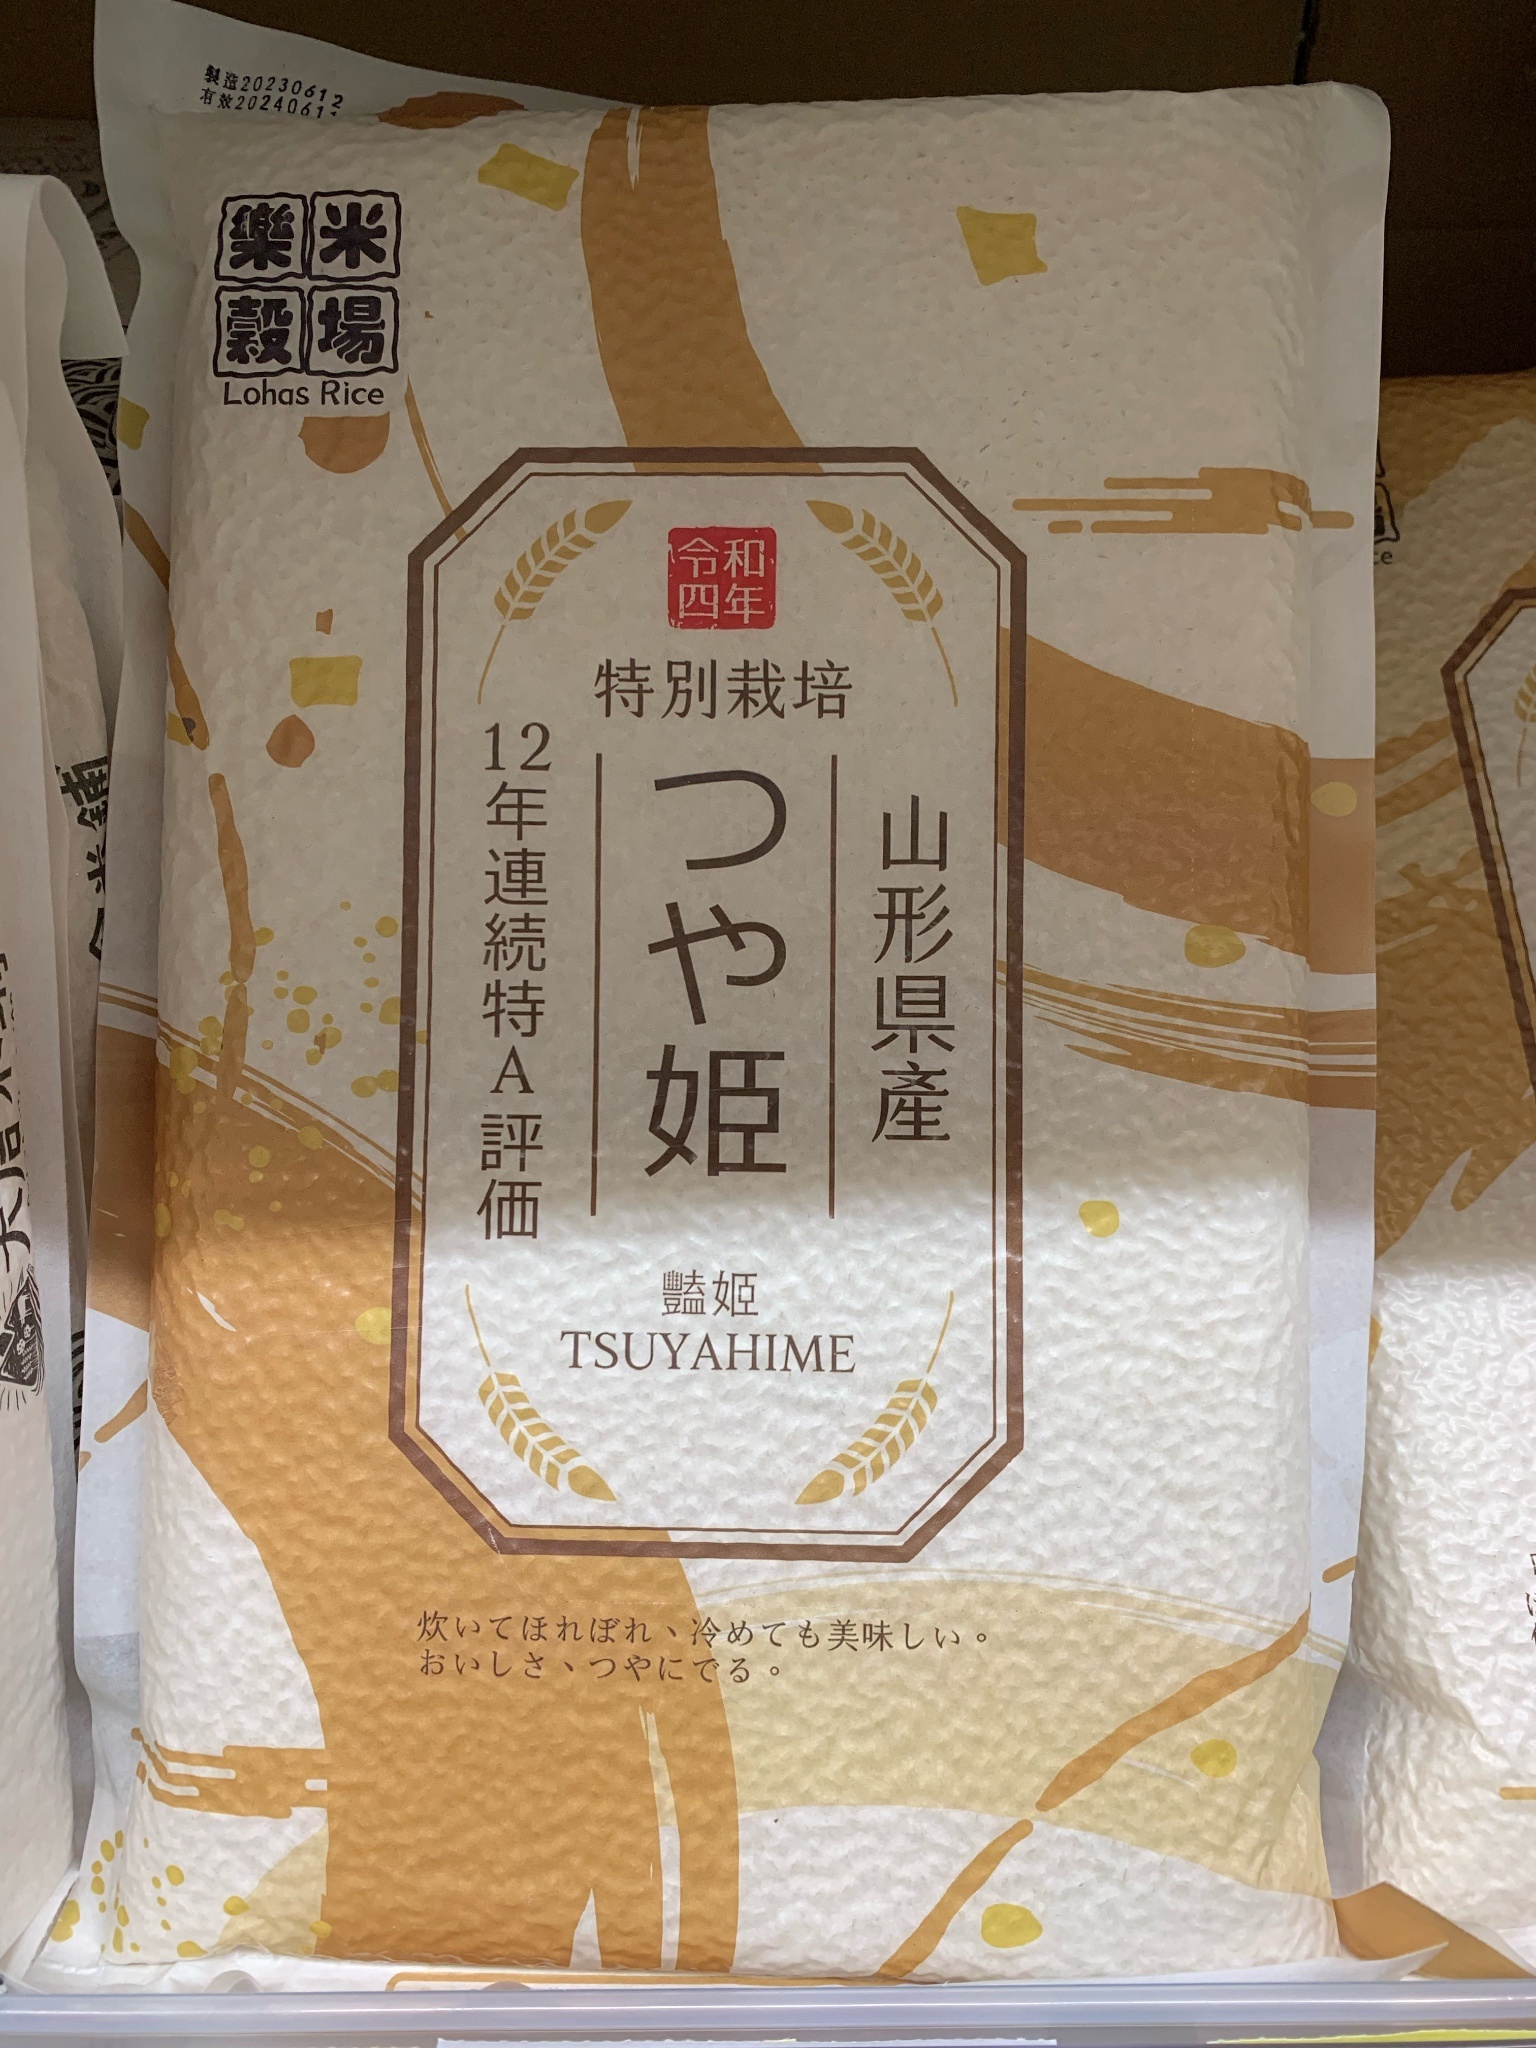 製造20230612
有效2024061
樂米
穀場
Lohas Rice
令和
四年
特別栽培
山形県産
つや姫
12年連続特A評価
豔姫
TSUYAHIME
炊いてほれぼれ、冷めても美味しい。
おいしさ、つやにでる。